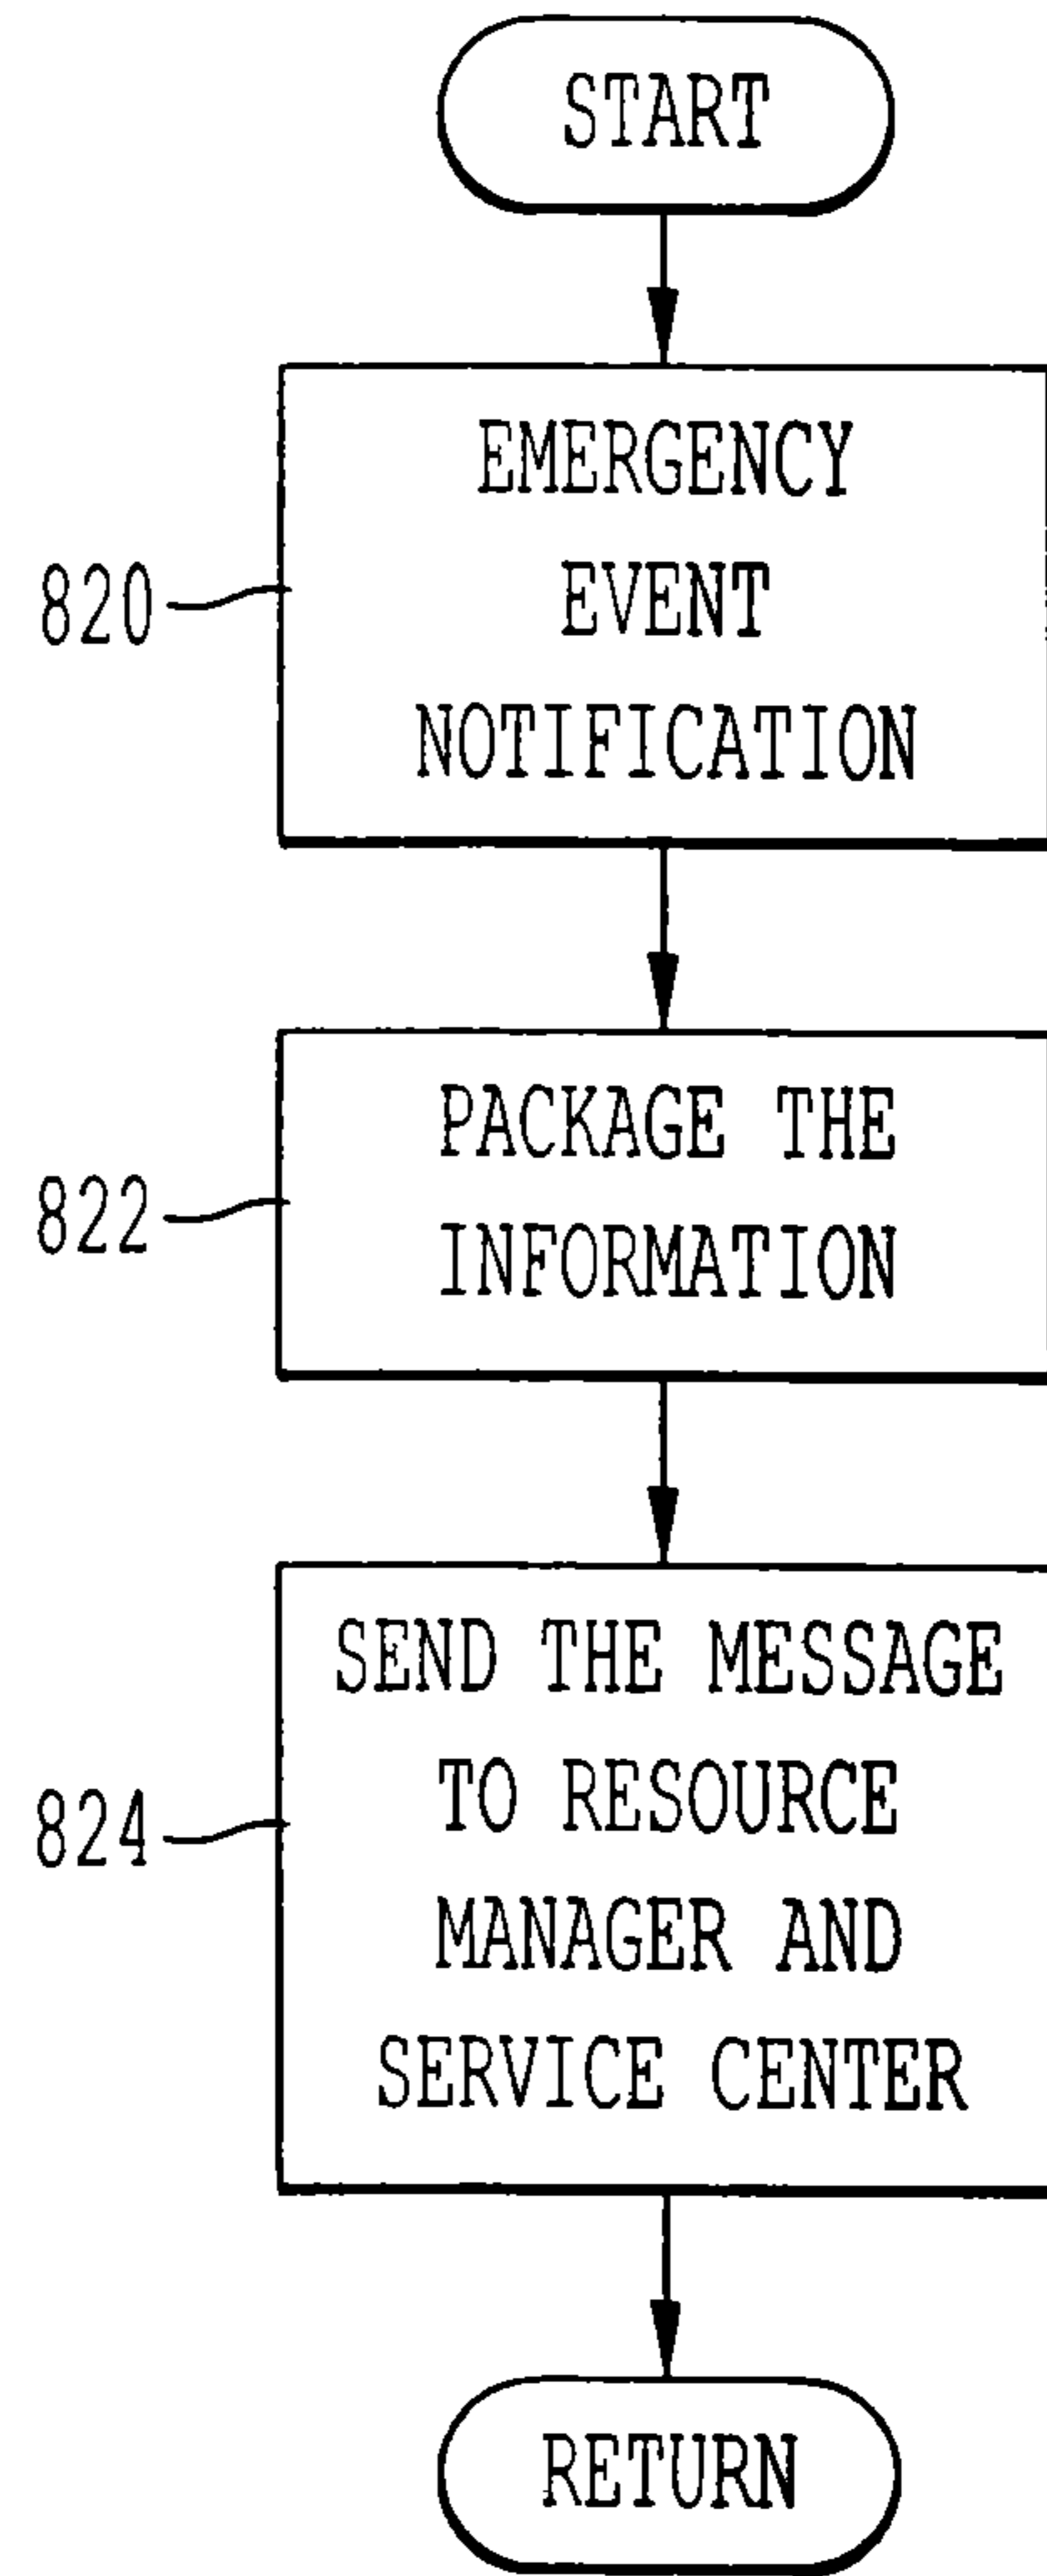 START
EMERGENCY
EVENT
NOTIFICATION
820
PACKAGE THE
INFORMATION
822
SEND THE MESSAGE
TO RESOURCE
MANAGER AND
SERVICE CENTER
824
RETURN